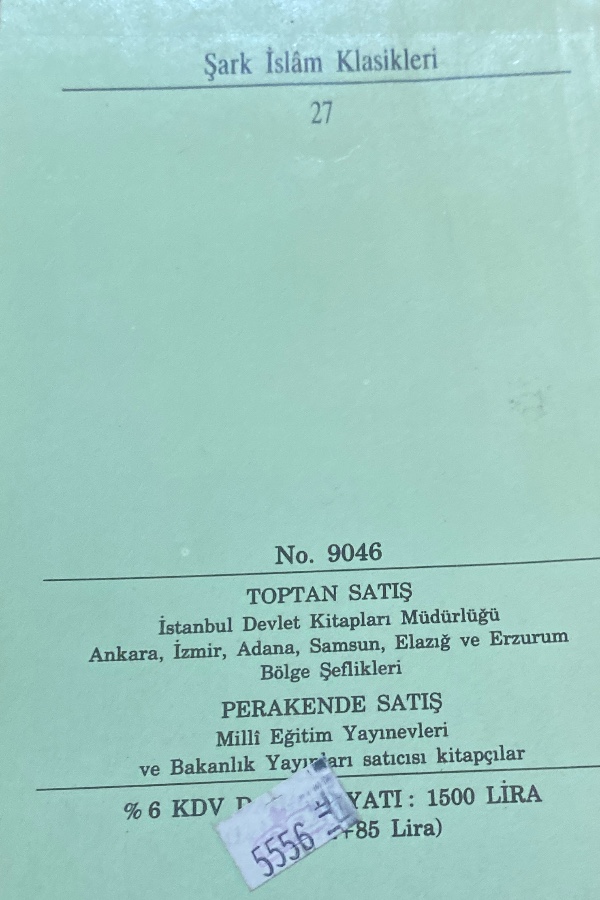 Şark İslâm Klasikleri
27
No. 9046
TOPTAN SATIŞ
İstanbul Devlet Kitapları Müdürlüğü
Ankara, İzmir, Adana, Samsun, Elazığ ve Erzurum
Bölge Şeflikleri
PERAKENDE SATIŞ
Millî Eğitim Yayınevleri
ve Bakanlık Yayınları satıcısı kitapçılar
% 6 KDV YATI : 1500 LİRA
+85 Lira)
5556